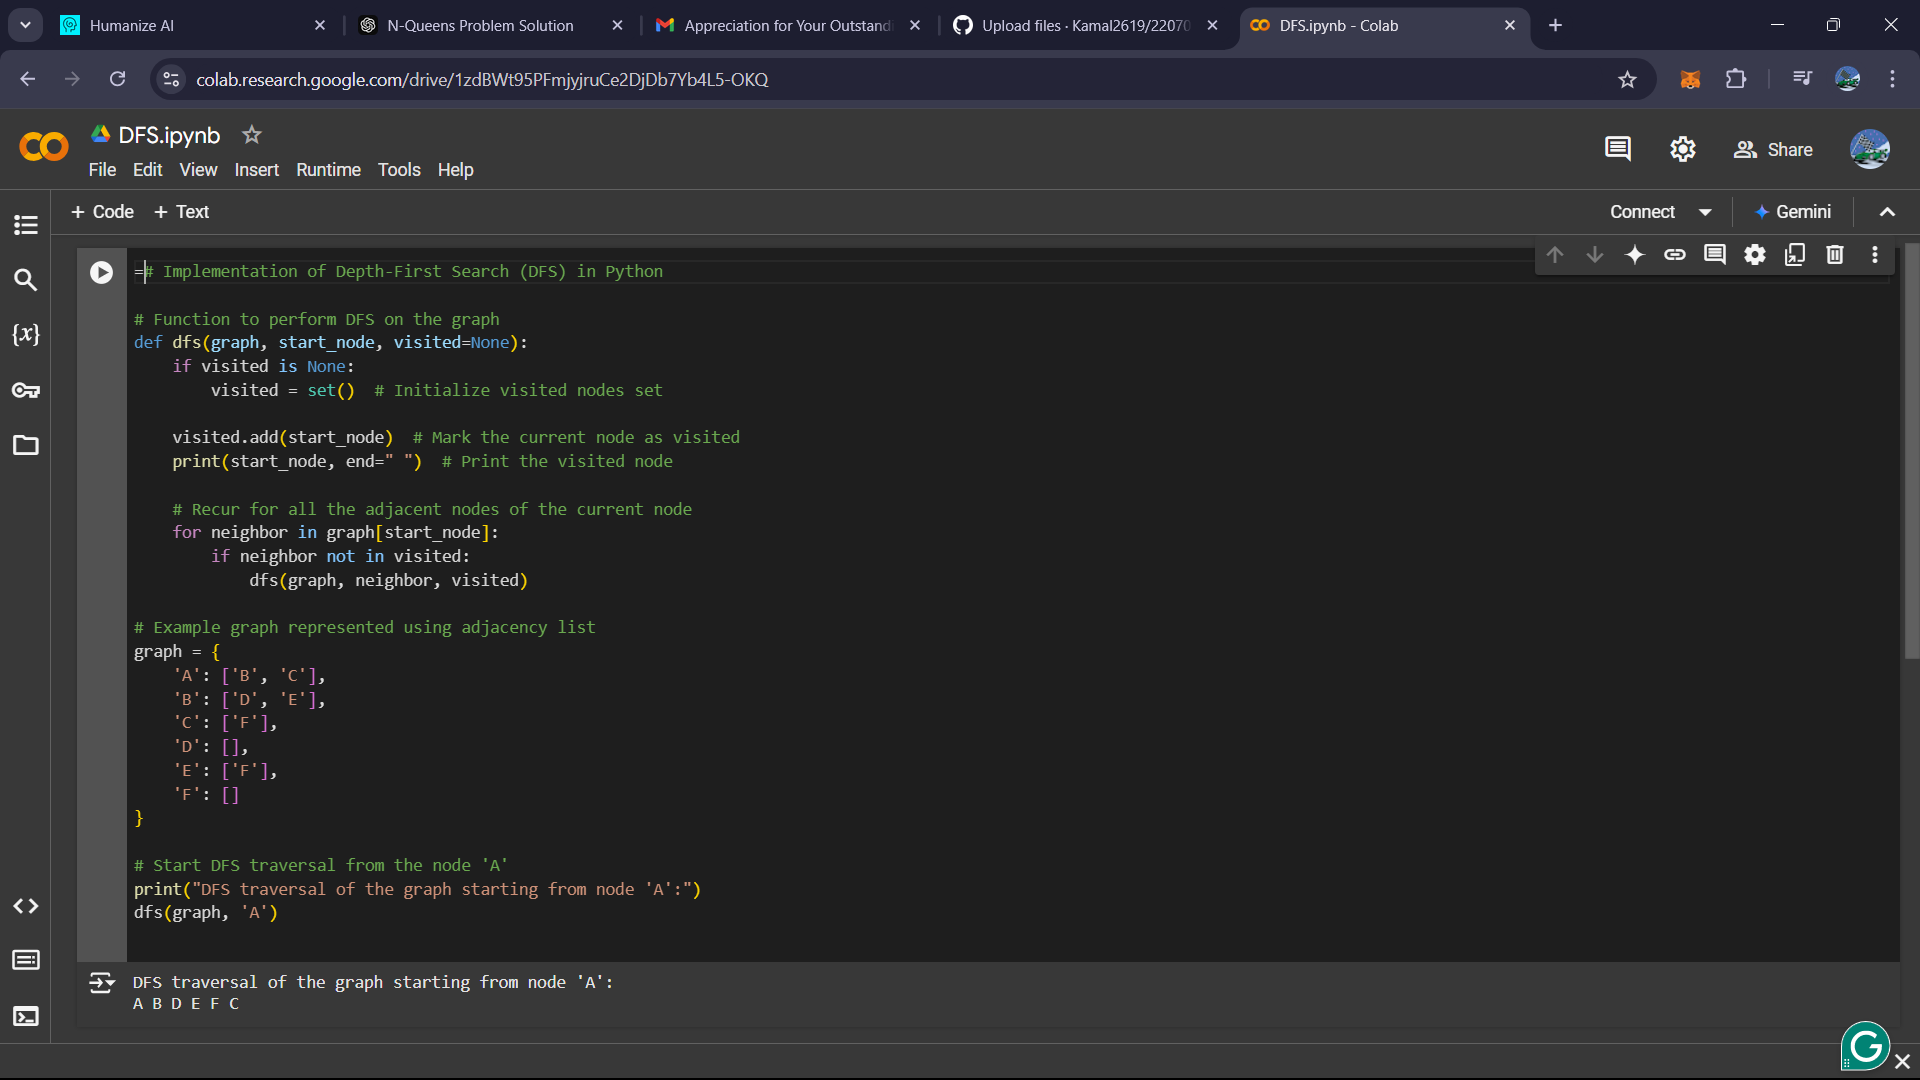 Humanize AI
N-Queens Problem Solution
Appreciation for Your Outstandi
Upload files · Kamal2619/22070
DFS.ipynb - Colab
colab.research.google.com/drive/1zdBWt95PFmjyjruCe2DjDb7Yb4L5-OKQ
DFS.ipynb
File Edit View Insert Runtime Tools Help
Share
+ Code + Text
Connect
Gemini
=# Implementation of Depth-First Search (DFS) in Python
# Function to perform DFS on the graph
def dfs(graph, start_node, visited=None):
    if visited is None:
        visited = set()  # Initialize visited nodes set
    visited.add(start_node)  # Mark the current node as visited
    print(start_node, end=" ")  # Print the visited node
    # Recur for all the adjacent nodes of the current node
    for neighbor in graph[start_node]:
        if neighbor not in visited:
            dfs(graph, neighbor, visited)
# Example graph represented using adjacency list
graph = {
    'A': ['B', 'C'],
    'B': ['D', 'E'],
    'C': ['F'],
    'D': [],
    'E': ['F'],
    'F': []
}
# Start DFS traversal from the node 'A'
print("DFS traversal of the graph starting from node 'A':")
dfs(graph, 'A')
DFS traversal of the graph starting from node 'A':
A B D E F C